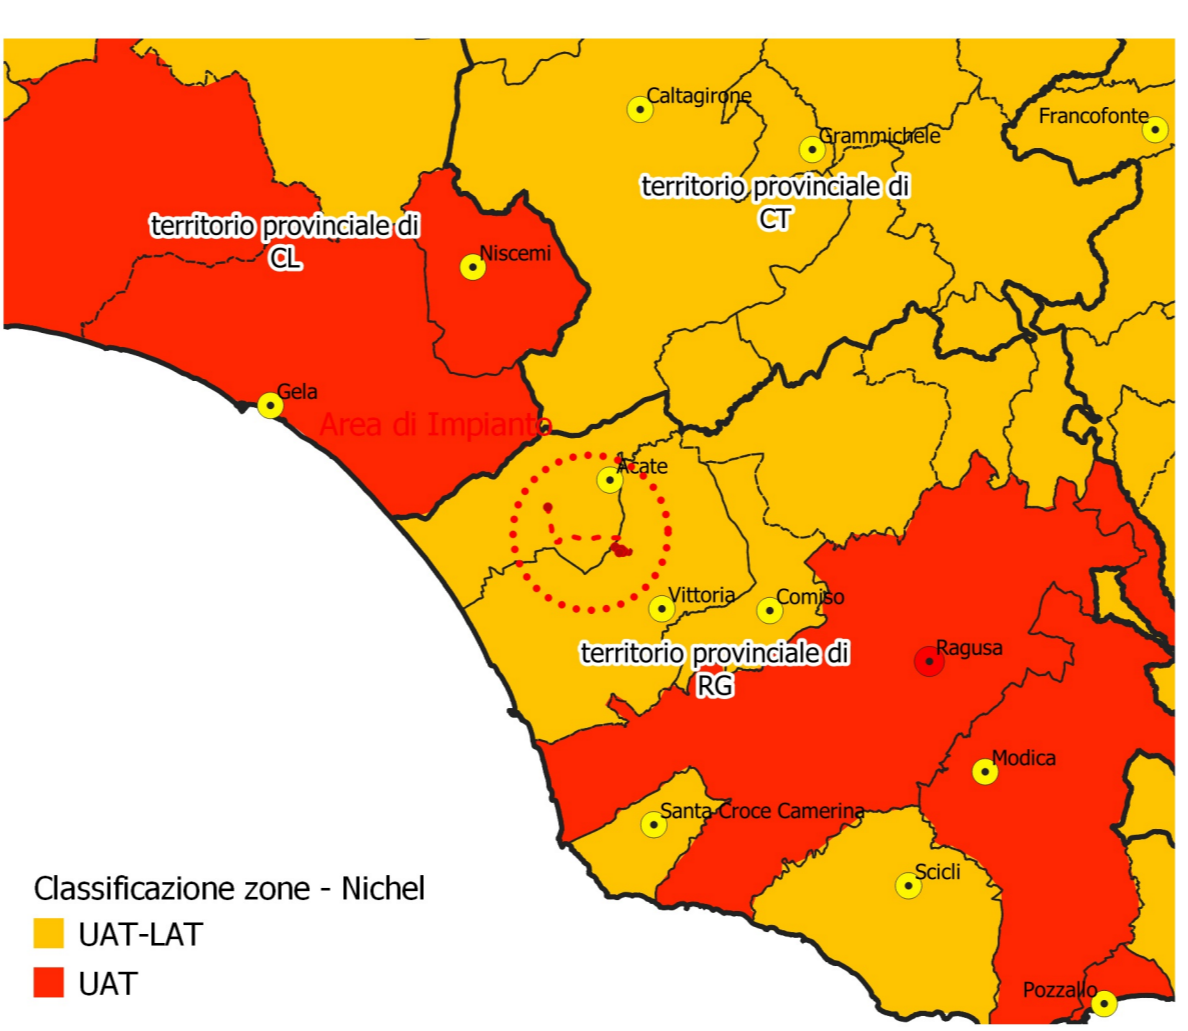 Caltagirone
Francofonte
Grammichele
territorio provinciale di
CT
territorio provinciale di
CL
Niscemi
Gela
Area di Impianto
Acate
Vittoria
Comiso
territorio provinciale di
RG
Ragusa
Modica
Santa Croce Camerina
Scicli
Classificazione zone - Nichel
UAT-LAT
UAT
Pozzallo